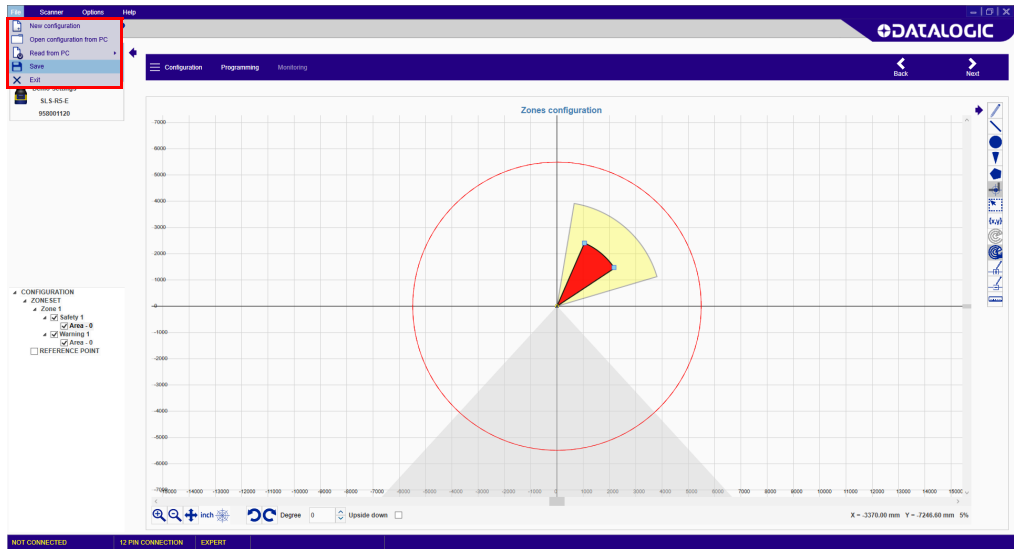 File Scanner Options Help
New configuration
Open configuration from PC
Read from PC
Save
Exit
DATALOGIC
SLS-R5-E
958001120
Configuration Programming Monitoring
Back Next
Zones configuration
7000
6000
5000
4000
3000
2000
1000
-0
-1000
-2000
-3000
-4000
-5000
-6000
-14000 -13000 -12000 -11000 -10000 -9000 -8000 -7000 -6000 -5000 -4000 -3000 -2000 -1000 0 1000 2000 3000 4000 5000 6000 7000 8000 9000 10000 11000 12000 13000 14000
(x,y)
CONFIGURATION
ZONESET
Zone 1
Safety 1
Area - 0
Warning 1
Area - 0
REFERENCE POINT
inch Degree 0 Upside down
X = -3370.00 mm Y = -7246.60 mm 5%
NOT CONNECTED 12 PIN CONNECTION EXPERT